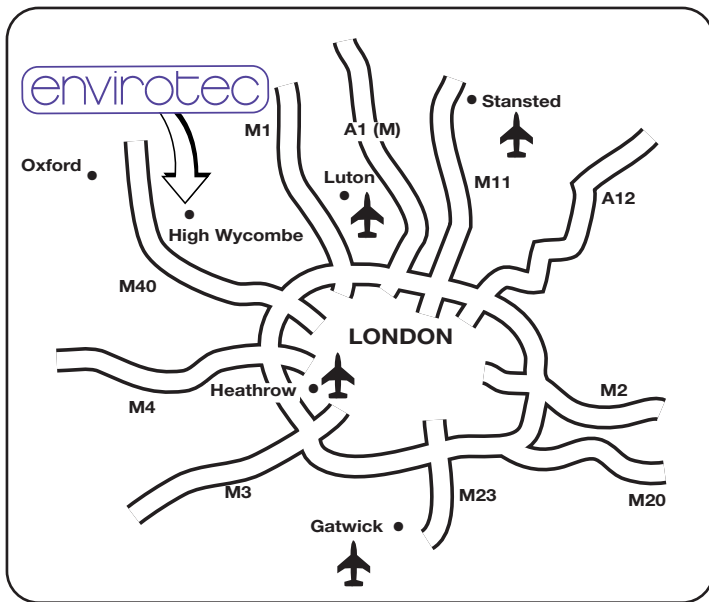 envirotec
Stansted
M1
A1 (M)
Oxford
Luton
M11
A12
High Wycombe
M40
LONDON
Heathrow
M2
M4
M3
M23
M20
Gatwick